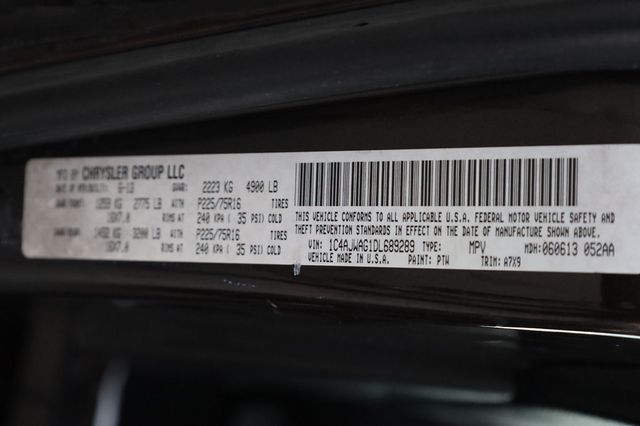 MFD BY: CHRYSLER GROUP LLC
DATE OF MFR: 6-13 GVWR: 2223 KG 4900 LB
GAWR FRONT: 1259 KG 2775 LB WITH P225/75R16 TIRES
16X7.0 RIMS AT 240 KPA ( 35 PSI) COLD
GAWR REAR: 1452 KG 3200 LB WITH P225/75R16 TIRES
16X7.0 RIMS AT 240 KPA ( 35 PSI) COLD
THIS VEHICLE CONFORMS TO ALL APPLICABLE U.S.A. FEDERAL MOTOR VEHICLE SAFETY AND
THEFT PREVENTION STANDARDS IN EFFECT ON THE DATE OF MANUFACTURE SHOWN ABOVE.
VIN: 1C4AJWAG1DL689289 TYPE: MPV MDH: 060613 052AA
VEHICLE MADE IN U.S.A. PAINT: PTW TRIM: A7X9